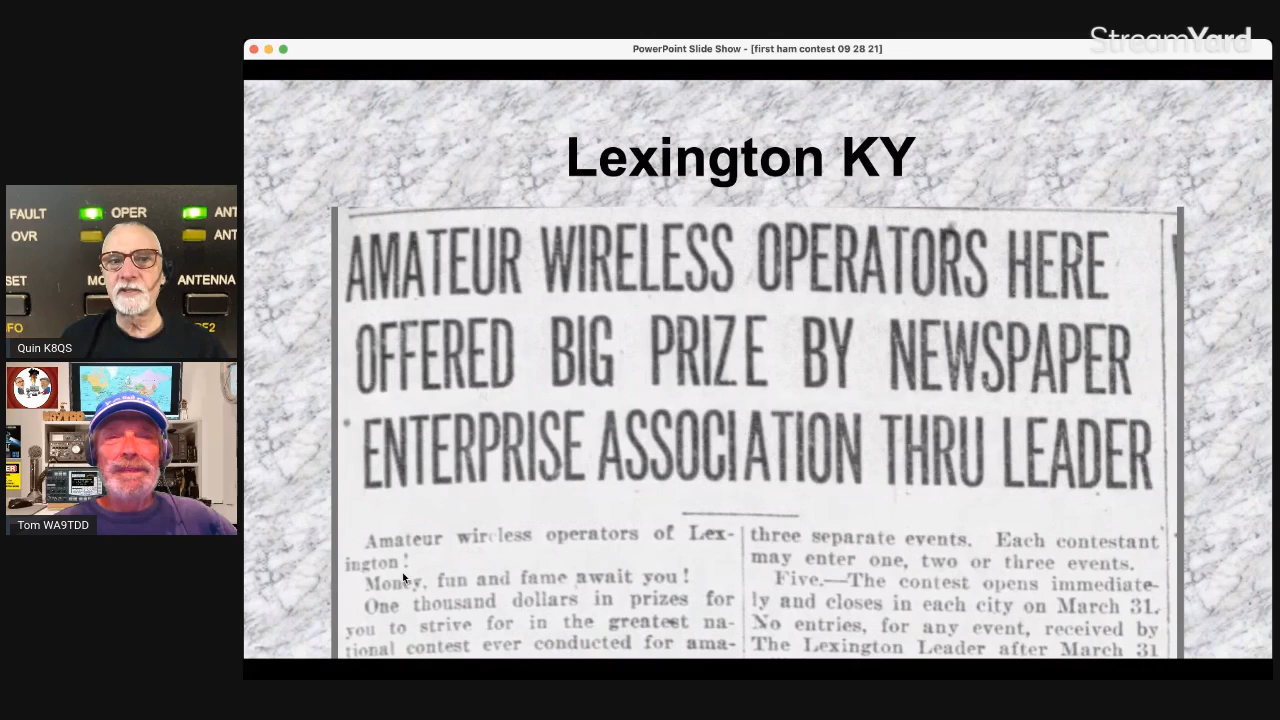 StreamYard
PowerPoint Slide Show - [first ham contest 09 28 21]
Lexington KY
AMATEUR WIRELESS OPERATORS HERE
OFFERED BIG PRIZE BY NEWSPAPER
ENTERPRISE ASSOCIATION THRU LEADER
Amateur wireless operators of Lex-
ington!
Money, fun and fame await you!
One thousand dollars in prizes for
you to strive for in the greatest na-
tional contest ever conducted for ama-
three separate events. Each contestant
may enter one, two or three events.
Five.—The contest opens immediate-
ly and closes in each city on March 31.
No entries, for any event, received by
The Lexington Leader after March 31
FAULT OPER ANT
OVR ANT
SET MO ANTENNA
FO RF2
Quin K8QS
Tom WA9TDD